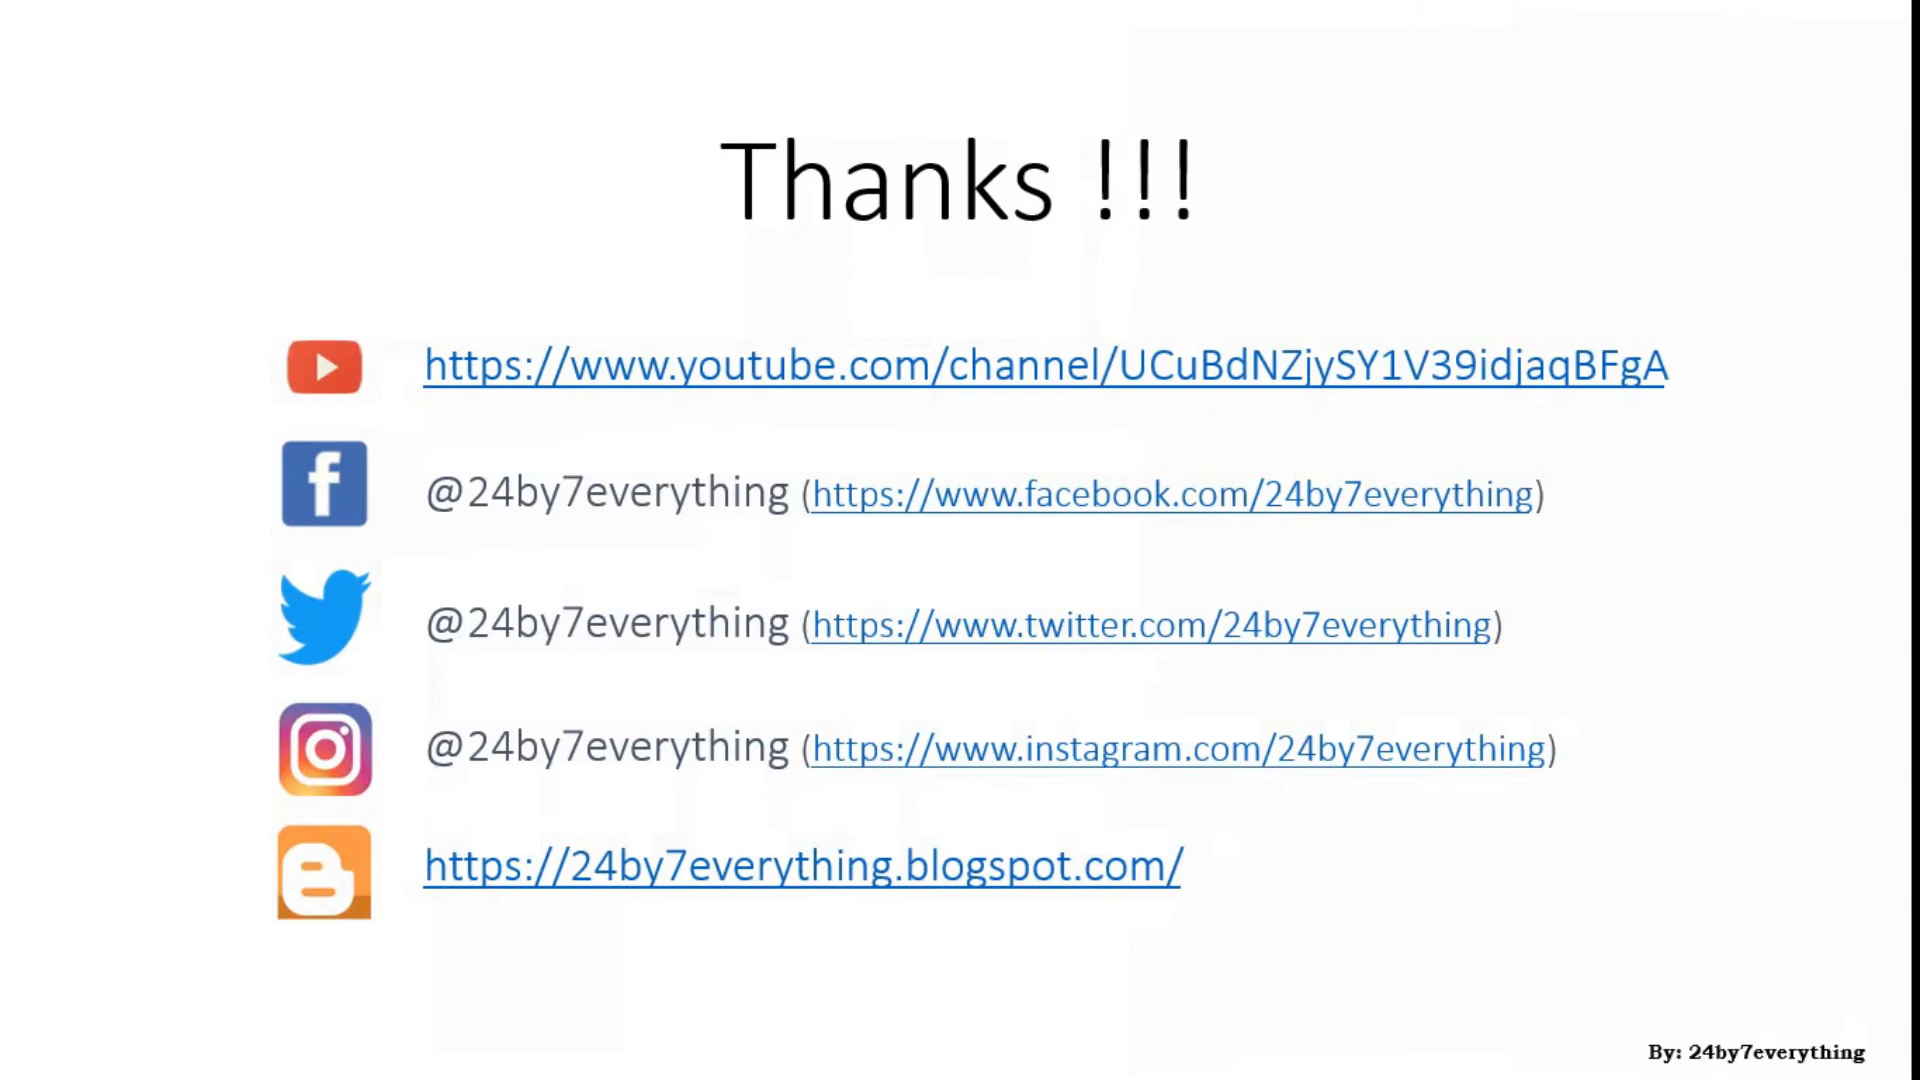 Thanks !!!
https://www.youtube.com/channel/UCuBdNZjySY1V39idjaqBFgA
@24by7everything (https://www.facebook.com/24by7everything)
@24by7everything (https://www.twitter.com/24by7everything)
@24by7everything (https://www.instagram.com/24by7everything)
https://24by7everything.blogspot.com/
By: 24by7everything